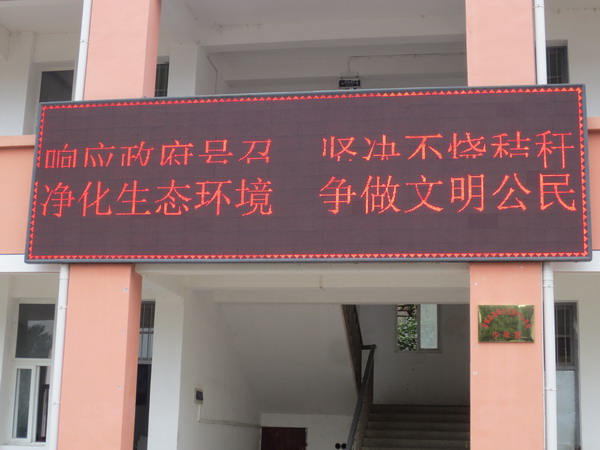 响应政府号召 坚决不烧秸秆
净化生态环境 争做文明公民